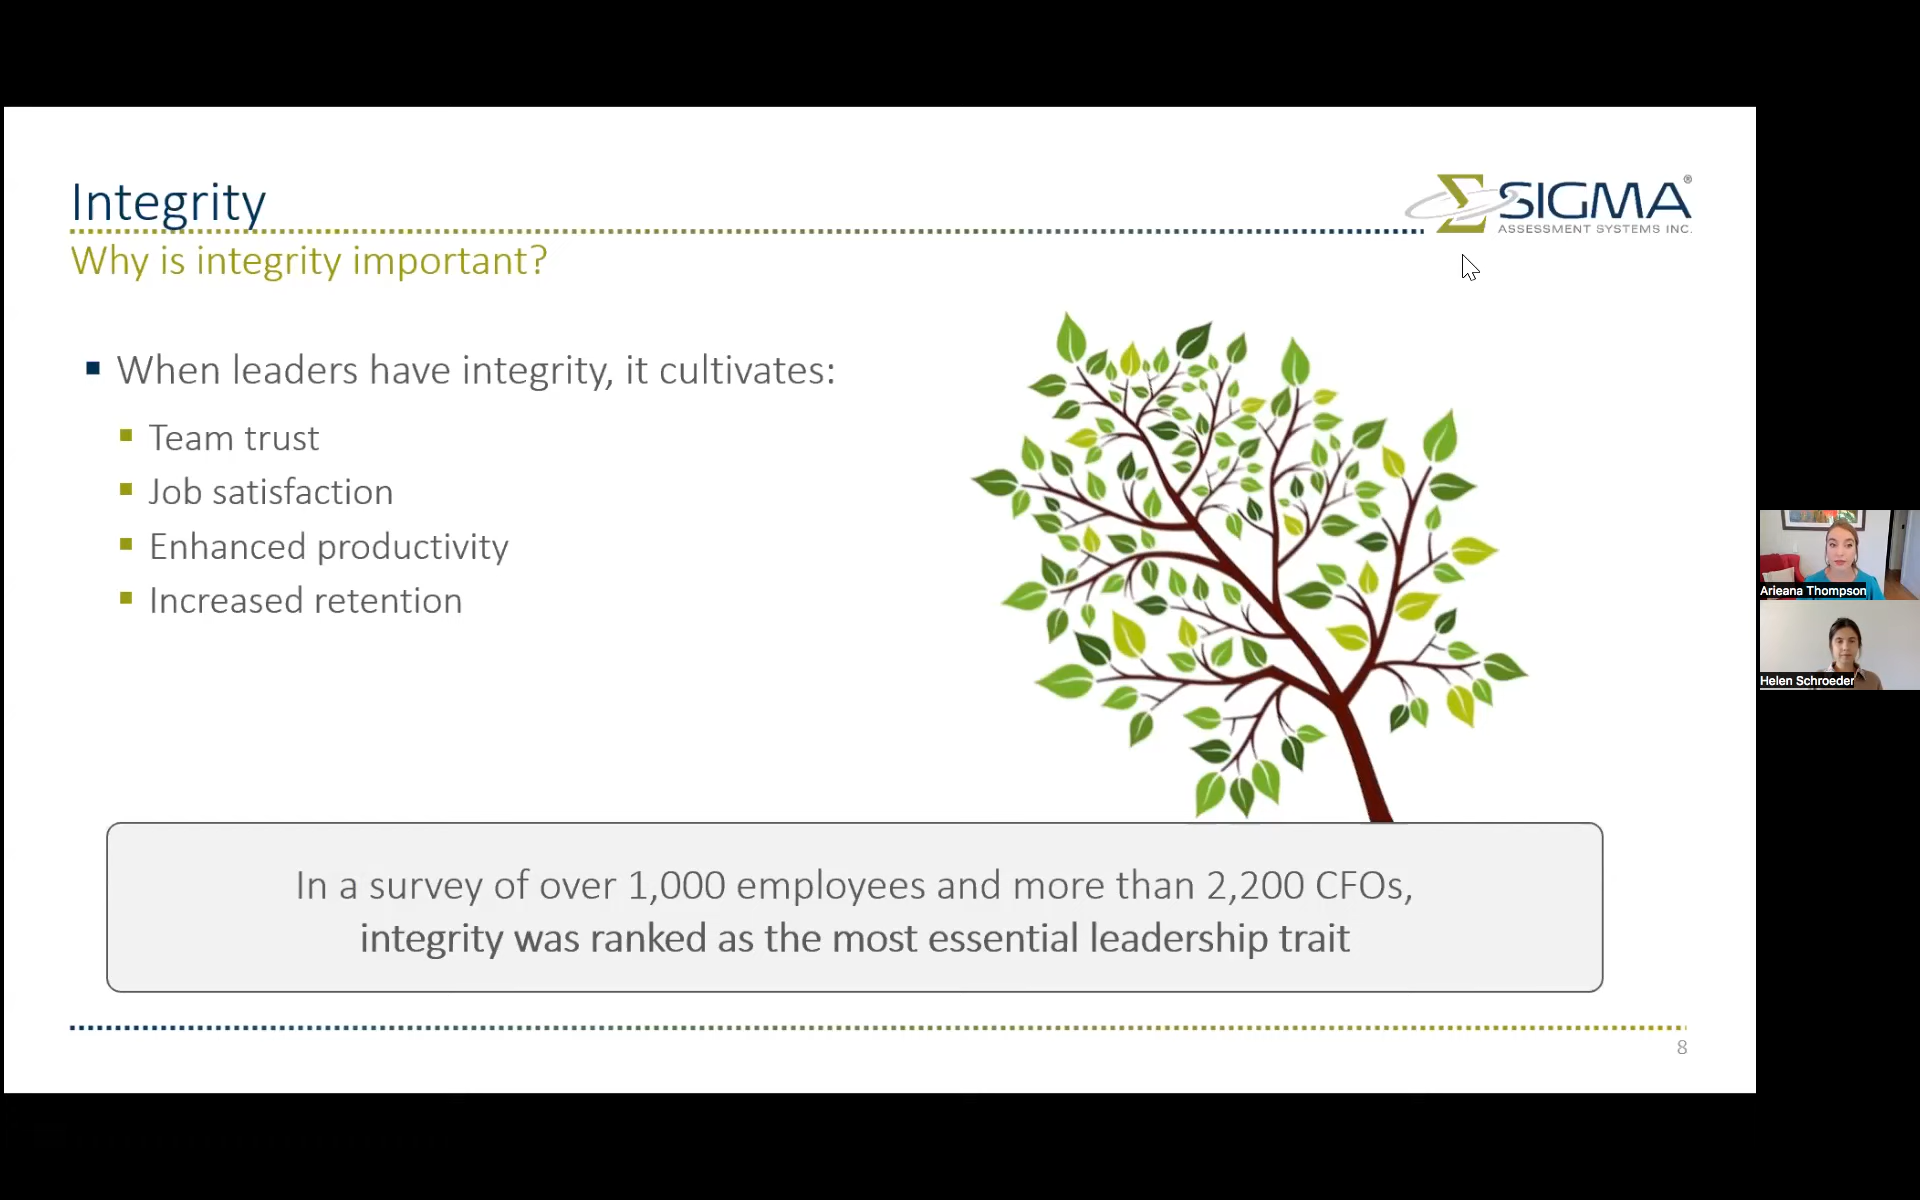 Integrity
ΣSIGMA®
ASSESSMENT SYSTEMS INC.
Why is integrity important?
When leaders have integrity, it cultivates:
Team trust
Job satisfaction
Enhanced productivity
Increased retention
Arieana Thompson
Helen Schroeder
In a survey of over 1,000 employees and more than 2,200 CFOs,
integrity was ranked as the most essential leadership trait
8